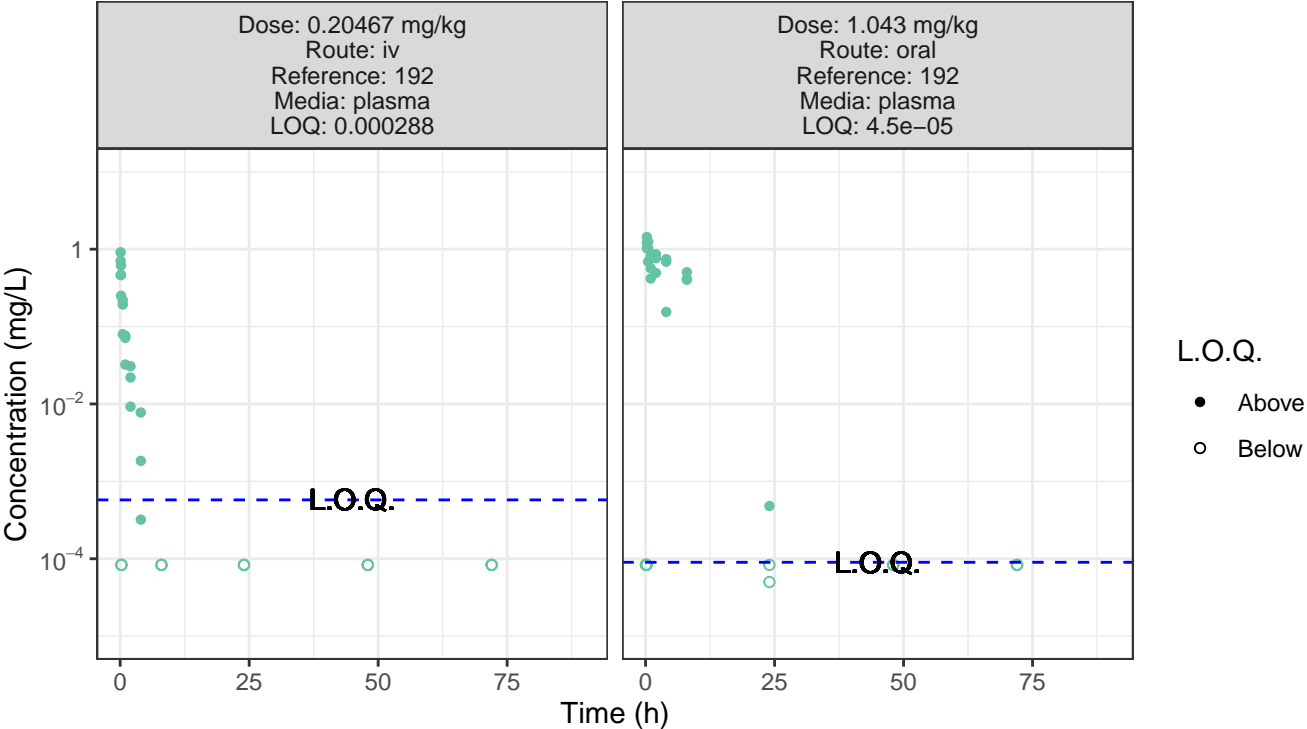 Dose: 0.20467 mg/kg
Route: iv
Reference: 192
Media: plasma
LOQ: 0.000288
Dose: 1.043 mg/kg
Route: oral
Reference: 192
Media: plasma
LOQ: 4.5e−05
Concentration (mg/L)
1
10⁻²
10⁻⁴
L.O.Q.
L.O.Q.
0 25 50 75
0 25 50 75
Time (h)
L.O.Q.
Above
Below